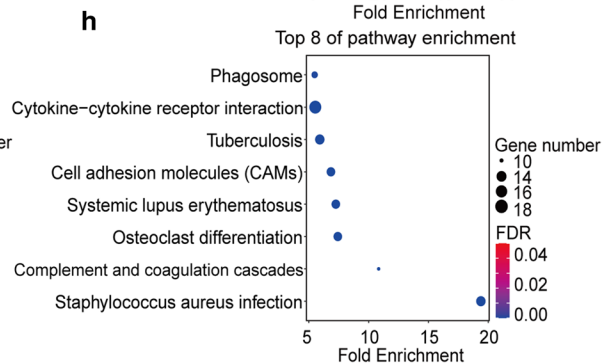 h
Fold Enrichment
Top 8 of pathway enrichment
Phagosome
Cytokine−cytokine receptor interaction
er
Tuberculosis
Cell adhesion molecules (CAMs)
Systemic lupus erythematosus
Osteoclast differentiation
Complement and coagulation cascades
Staphylococcus aureus infection
5 10 15 20
Fold Enrichment
Gene number
10
14
16
18
FDR
0.04
0.02
0.00